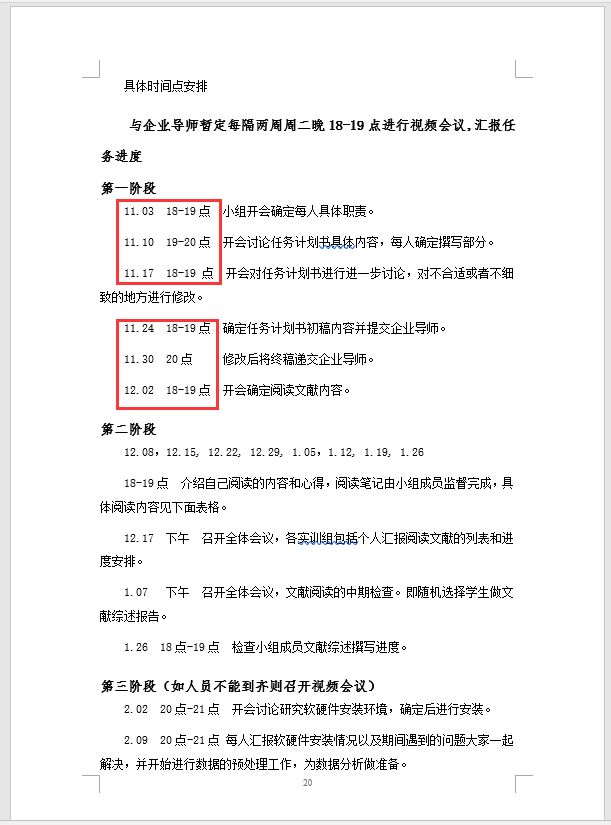 具体时间点安排
与企业导师暂定每隔两周周二晚 18-19 点进行视频会议，汇报任
务进度
第一阶段
11.03 18-19 点 小组开会确定每人具体职责。
11.10 19-20 点 开会讨论任务计划书具体内容，每人确定撰写部分。
11.17 18-19 点 开会对任务计划书进行进一步讨论，对不合适或者不细
致的地方进行修改。
11.24 18-19 点 确定任务计划书初稿内容并提交企业导师。
11.30 20 点 修改后将终稿递交企业导师。
12.02 18-19 点 开会确定阅读文献内容。
第二阶段
12.08，12.15, 12.22, 12.29, 1.05，1.12, 1.19, 1.26
18-19 点 介绍自己阅读的内容和心得，阅读笔记由小组成员监督完成，具
体阅读内容见下面表格。
12.17 下午 召开全体会议，各实训组包括个人汇报阅读文献的列表和进
度安排。
1.07 下午 召开全体会议，文献阅读的中期检查。即随机选择学生做文
献综述报告。
1.26 18 点-19 点 检查小组成员文献综述撰写进度。
第三阶段（如人员不能到齐则召开视频会议）
2.02 20 点-21 点 开会讨论研究软硬件安装环境，确定后进行安装。
2.09 20 点-21 点 每人汇报软硬件安装情况以及期间遇到的问题大家一起
解决，并开始进行数据的预处理工作，为数据分析做准备。
20